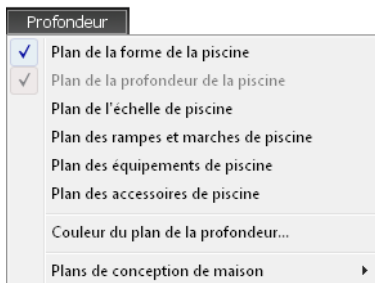 Profondeur
Plan de la forme de la piscine
Plan de la profondeur de la piscine
Plan de l'échelle de piscine
Plan des rampes et marches de piscine
Plan des équipements de piscine
Plan des accessoires de piscine
Couleur du plan de la profondeur...
Plans de conception de maison